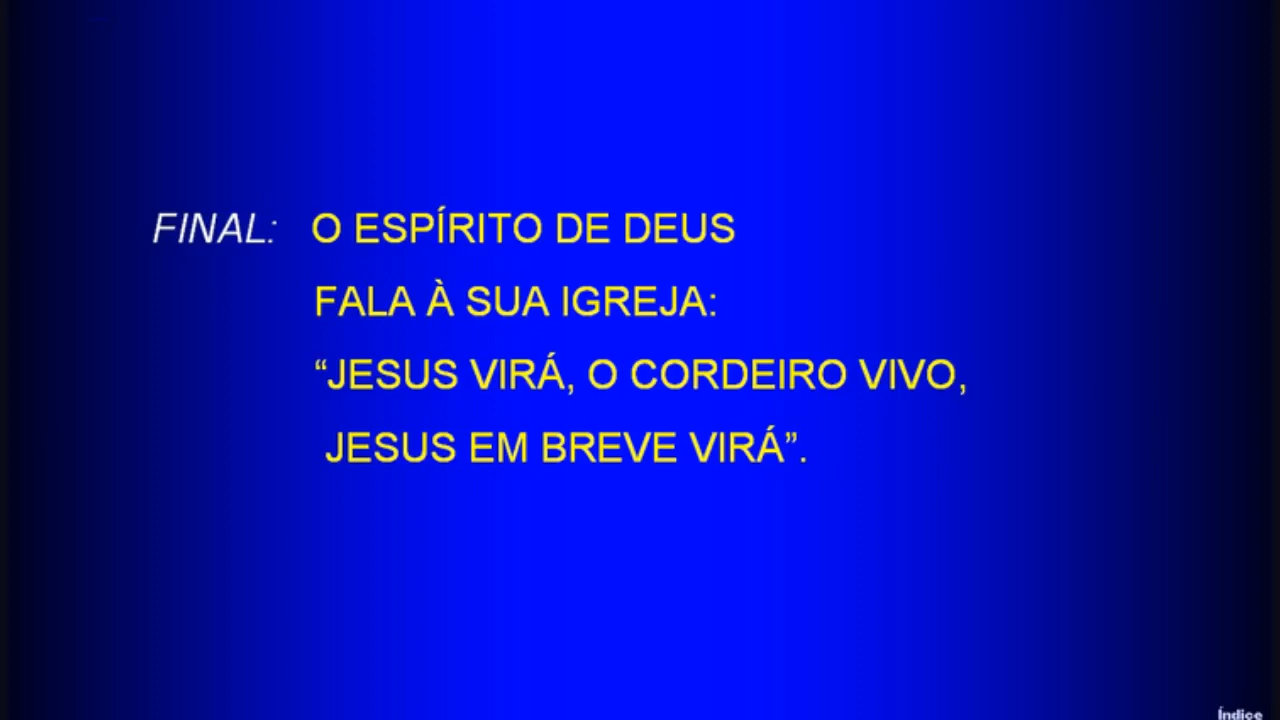 FINAL: O ESPÍRITO DE DEUS
FALA À SUA IGREJA:
“JESUS VIRÁ, O CORDEIRO VIVO,
JESUS EM BREVE VIRÁ”.
Índice